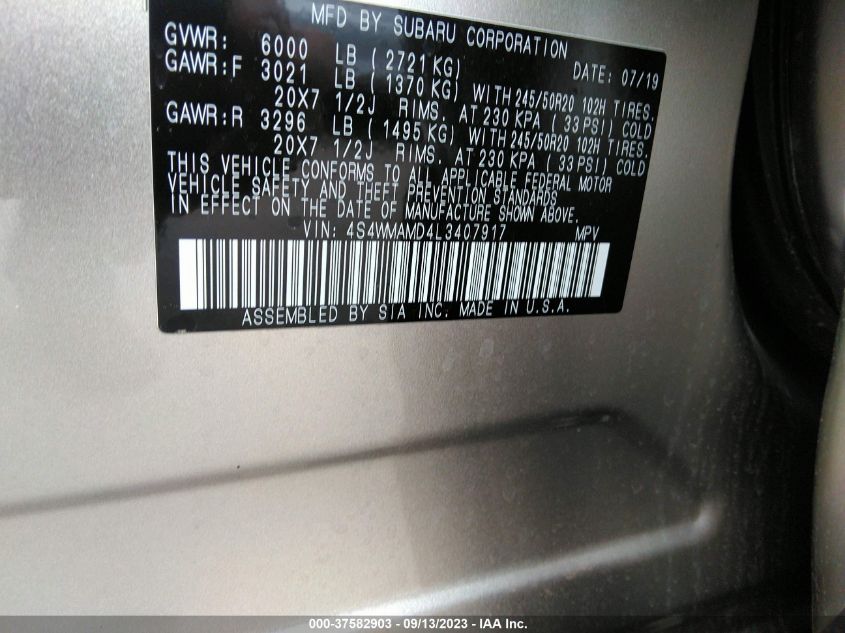 MFD BY SUBARU CORPORATION
GVWR: 6000 LB (2721 KG) DATE: 07/19
GAWR:F 3021 LB (1370 KG) WITH 245/50R20 102H TIRES.
20X7 1/2J RIMS. AT 230 KPA (33 PSI) COLD
GAWR:R 3296 LB (1495 KG) WITH 245/50R20 102H TIRES.
20X7 1/2J RIMS. AT 230 KPA (33 PSI) COLD
THIS VEHICLE CONFORMS TO ALL APPLICABLE FEDERAL MOTOR
VEHICLE SAFETY AND THEFT PREVENTION STANDARDS
IN EFFECT ON THE DATE OF MANUFACTURE SHOWN ABOVE.
VIN: 4S4WMAMD4L3407917 MPV
ASSEMBLED BY SIA INC. MADE IN U.S.A.
000-37582903 - 09/13/2023 - IAA Inc.